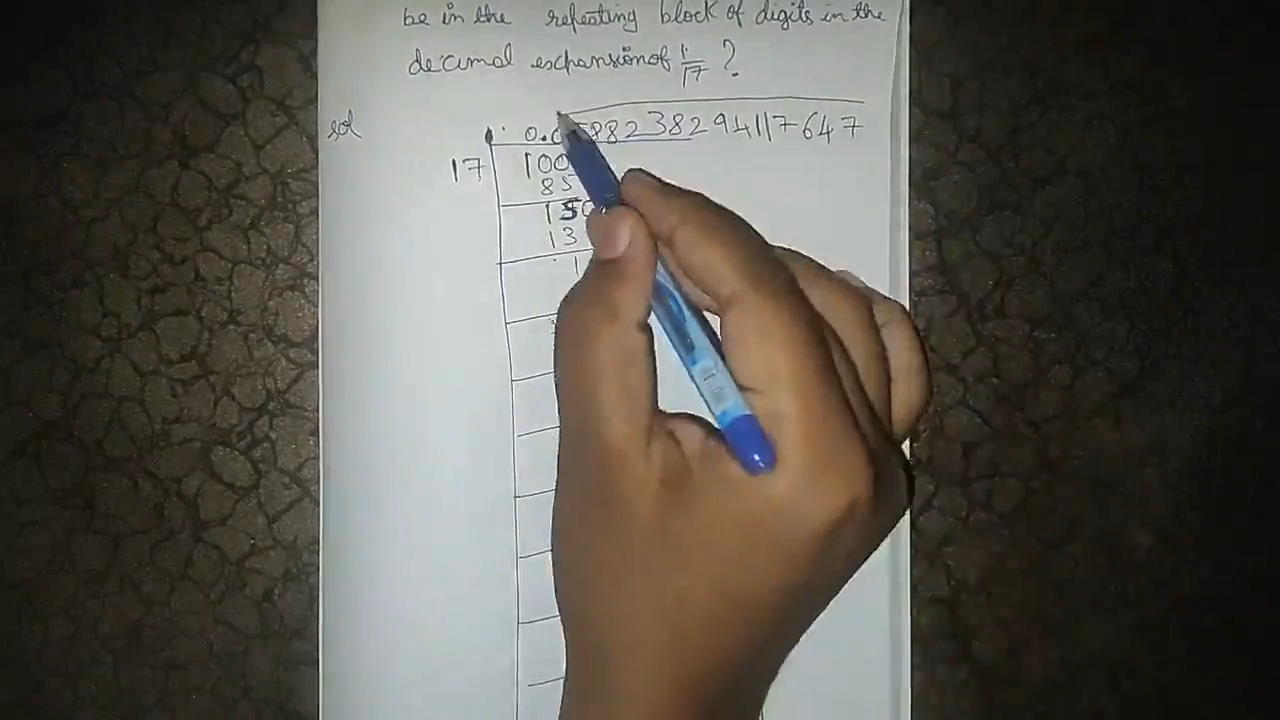 be in the repeating block of digits in the
decimal expansion of 1/17 ?
sol
0.0588238294117647
17 100
85
150
13
1